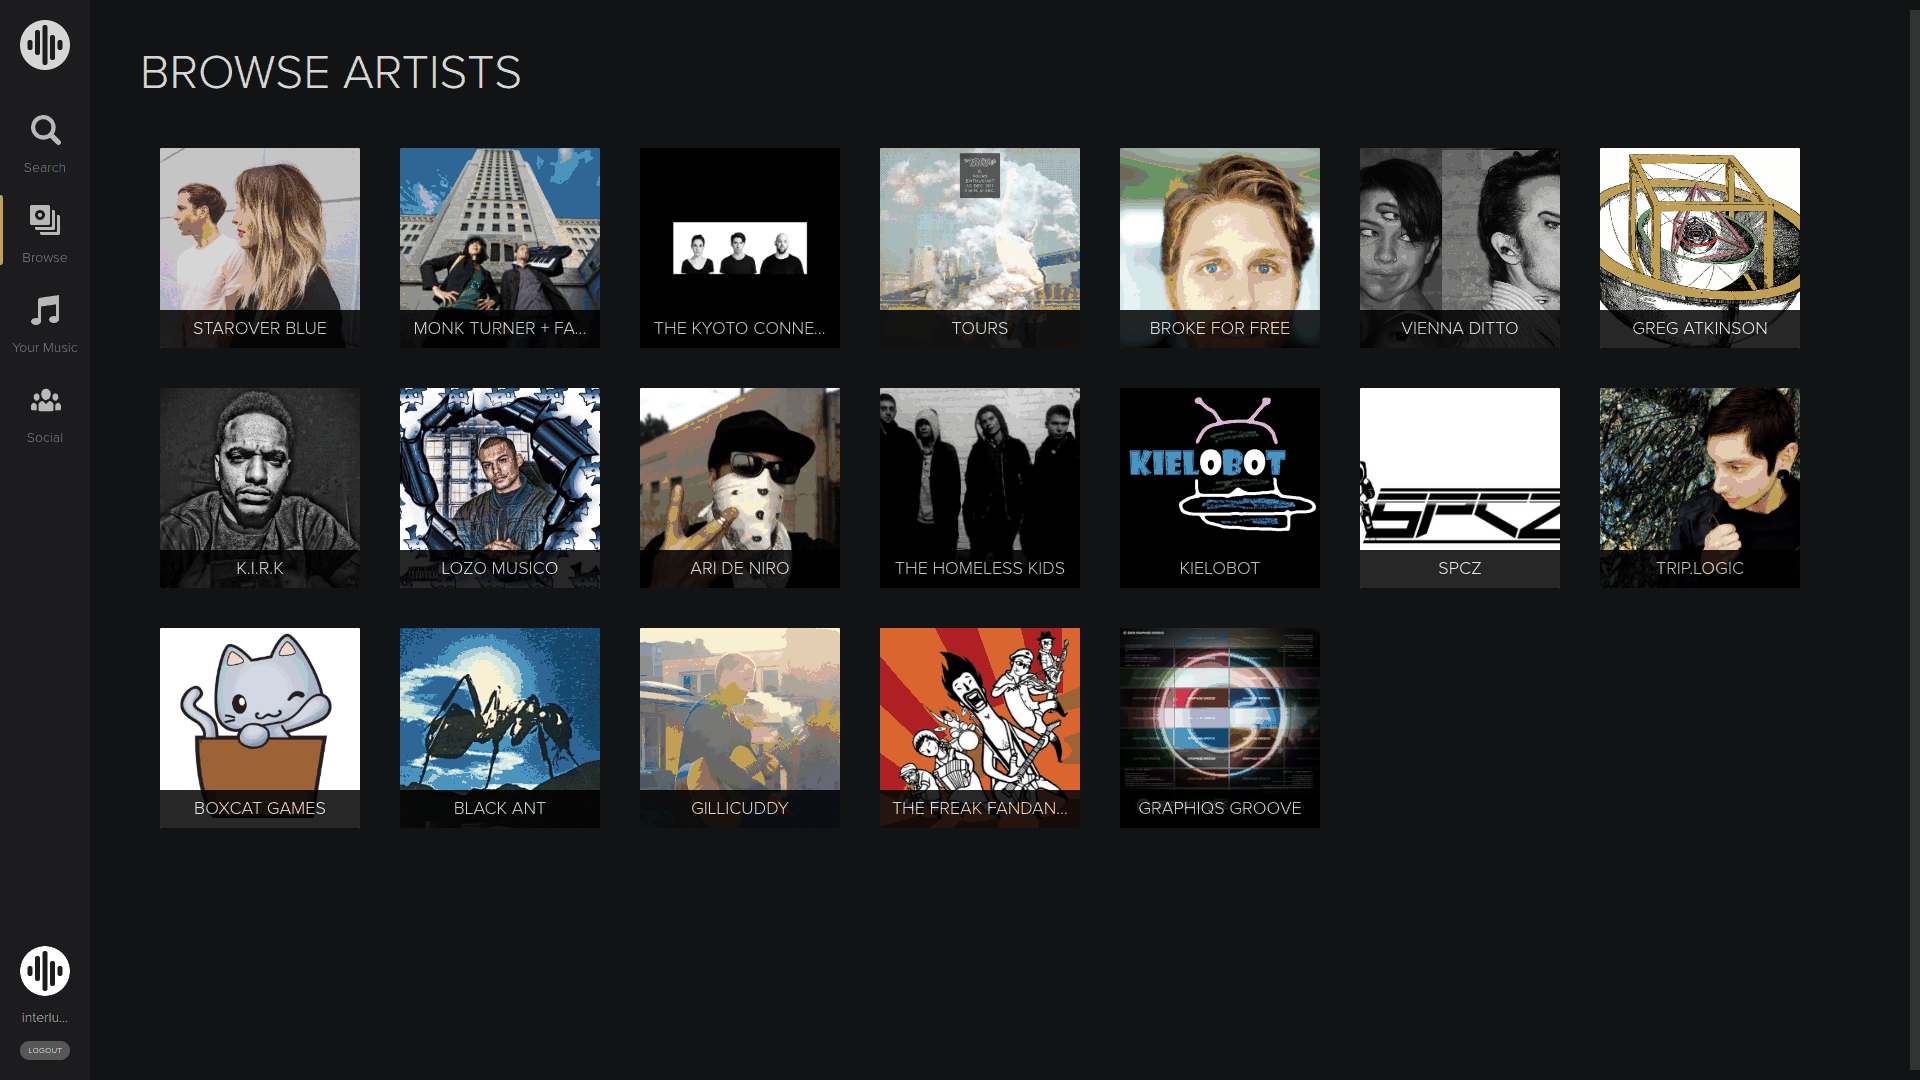 BROWSE ARTISTS
Search
Browse
Your Music
Social
STAROVER BLUE
MONK TURNER + FA...
THE KYOTO CONNE...
TOURS
BROKE FOR FREE
VIENNA DITTO
GREG ATKINSON
K.I.R.K
LOZO MUSICO
ARI DE NIRO
THE HOMELESS KIDS
KIELOBOT
KIELOBOT
SPCZ
SPCZ
TRIP.LOGIC
BOXCAT GAMES
BLACK ANT
GILLICUDDY
THE FREAK FANDAN...
GRAPHIQS GROOVE
interlu...
LOGOUT